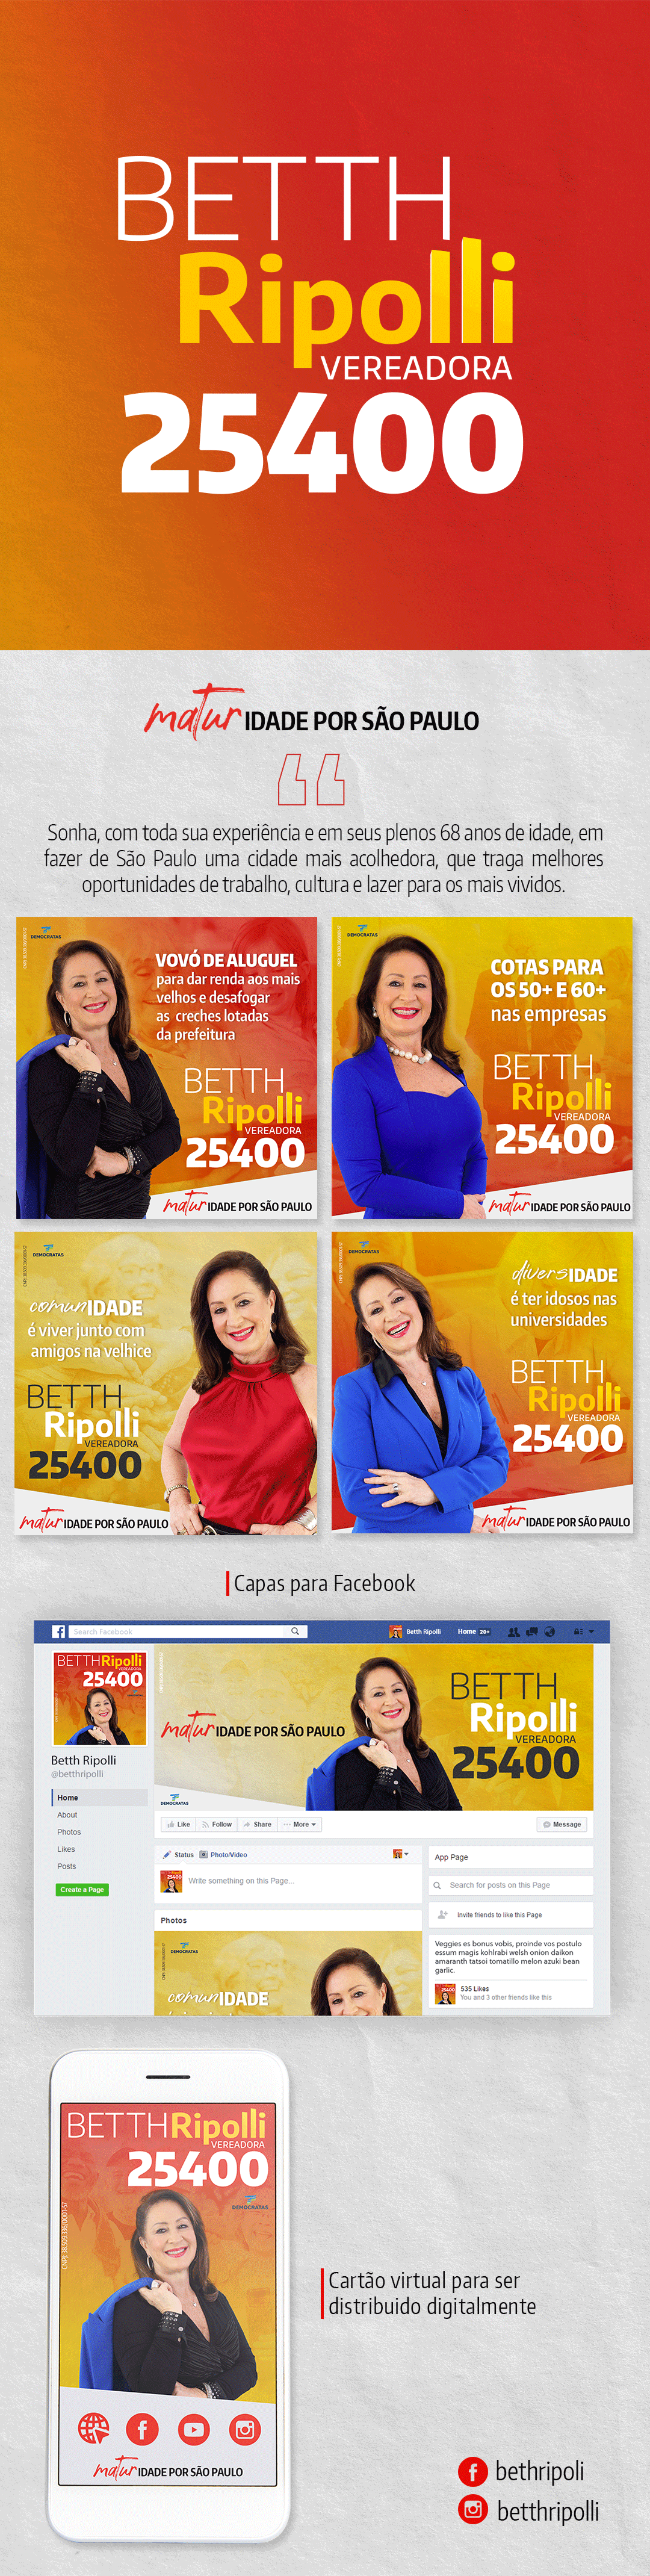 BETTH
Ripolli
VEREADORA
25400
maturIDADE POR SÃO PAULO
Sonha, com toda sua experiência e em seus plenos 68 anos de idade, em
fazer de São Paulo uma cidade mais acolhedora, que traga melhores
oportunidades de trabalho, cultura e lazer para os mais vividos.
DEMOCRATAS
VOVÓ DE ALUGUEL
para dar renda aos mais
velhos e desafogar
as creches lotadas
da prefeitura
BETTH
Ripolli
VEREADORA
25400
maturIDADE POR SÃO PAULO
DEMOCRATAS
COTAS PARA
OS 50+ E 60+
nas empresas
BETTH
Ripolli
VEREADORA
25400
maturIDADE POR SÃO PAULO
DEMOCRATAS
comunIDADE
é viver junto com
amigos na velhice
BETTH
Ripolli
VEREADORA
25400
maturIDADE POR SÃO PAULO
DEMOCRATAS
diversIDADE
é ter idosos nas
universidades
BETTH
Ripolli
VEREADORA
25400
maturIDADE POR SÃO PAULO
Capas para Facebook
Search Facebook
Betth Ripolli
Home 20+
BETTHRipolli
VEREADORA
25400
Betth Ripolli
@betthripolli
Home
About
Photos
Likes
Posts
Create a Page
maturIDADE POR SÃO PAULO
BETTH
Ripolli
VEREADORA
25400
DEMOCRATAS
Like
Follow
Share
More
Message
Status
Photo/Video
Write something on this Page...
Photos
DEMOCRATAS
comunIDADE
App Page
Search for posts on this Page
Invite friends to like this Page
Veggies es bonus vobis, proinde vos postulo
essum magis kohlrabi welsh onion daikon
amaranth tatsoi tomatillo melon azuki bean
garlic.
535 Likes
You and 3 other friends like this
BETTHRipolli
VEREADORA
25400
DEMOCRATAS
maturIDADE POR SÃO PAULO
Cartão virtual para ser
distribuido digitalmente
bethripoli
betthripolli